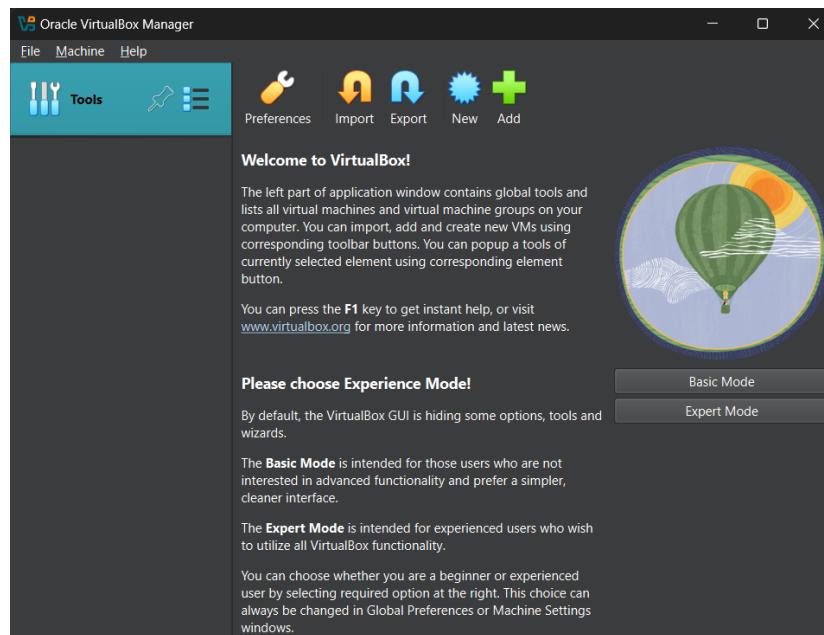 Oracle VirtualBox Manager
File Machine Help
Tools
Preferences Import Export New Add
Welcome to VirtualBox!
The left part of application window contains global tools and
lists all virtual machines and virtual machine groups on your
computer. You can import, add and create new VMs using
corresponding toolbar buttons. You can popup a tools of
currently selected element using corresponding element
button.
You can press the F1 key to get instant help, or visit
www.virtualbox.org for more information and latest news.
Please choose Experience Mode!
By default, the VirtualBox GUI is hiding some options, tools and
wizards.
The Basic Mode is intended for those users who are not
interested in advanced functionality and prefer a simpler,
cleaner interface.
The Expert Mode is intended for experienced users who wish
to utilize all VirtualBox functionality.
You can choose whether you are a beginner or experienced
user by selecting required option at the right. This choice can
always be changed in Global Preferences or Machine Settings
windows.
Basic Mode
Expert Mode